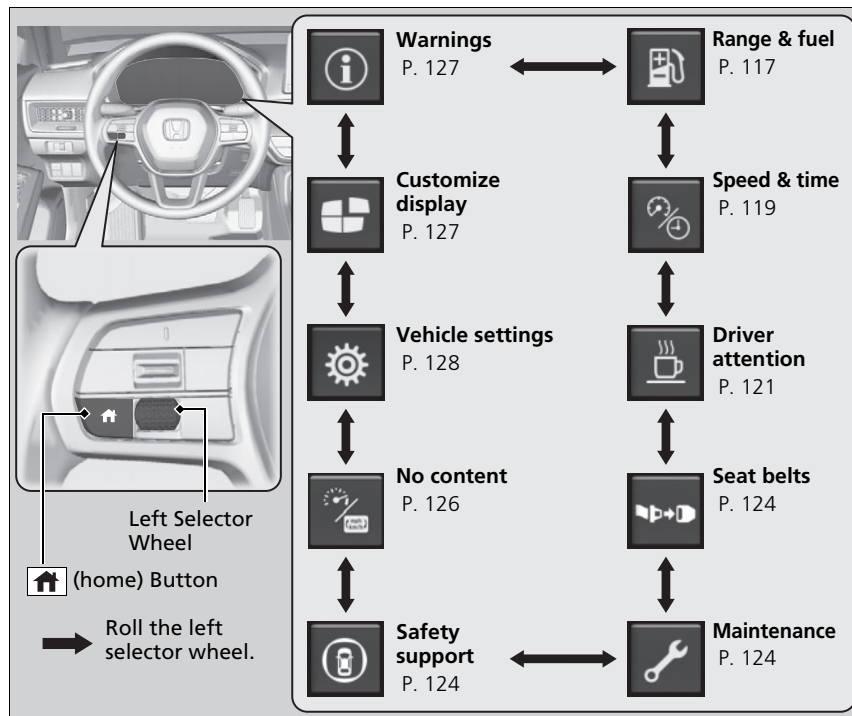 Warnings
P. 127
Range & fuel
P. 117
Customize
display
P. 127
Speed & time
P. 119
Vehicle settings
P. 128
Driver
attention
P. 121
No content
P. 126
Seat belts
P. 124
Safety
support
P. 124
Maintenance
P. 124
Left Selector
Wheel
(home) Button
Roll the left
selector wheel.